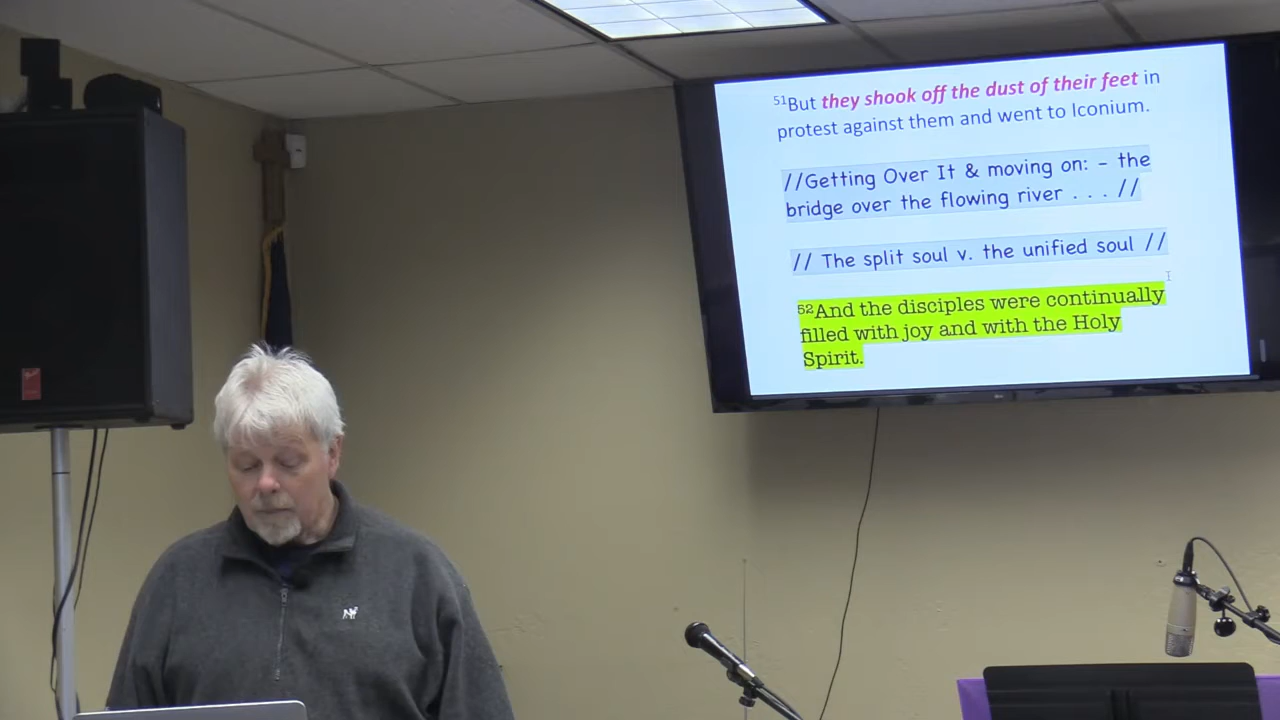 51But they shook off the dust of their feet in
protest against them and went to Iconium.
//Getting Over It & moving on: – the
bridge over the flowing river . . . //
// The split soul v. the unified soul //
52And the disciples were continually
filled with joy and with the Holy
Spirit.